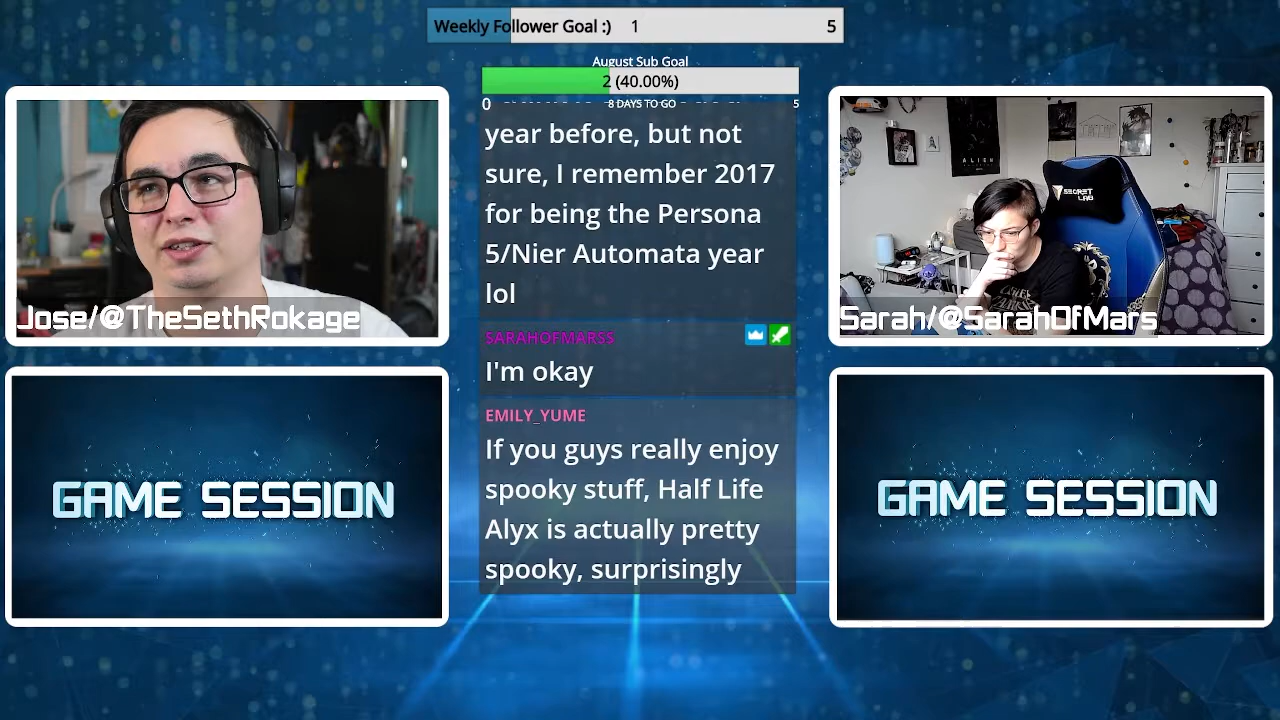 Weekly Follower Goal :) 1 5
August Sub Goal
2 (40.00%)
0 8 DAYS TO GO 5
year before, but not
sure, I remember 2017
for being the Persona
5/Nier Automata year
lol
SARAHOFMARSS
I'm okay
EMILY_YUME
If you guys really enjoy
spooky stuff, Half Life
Alyx is actually pretty
spooky, surprisingly
Jose/@TheSethRokage
ALIEN
SECRET
LAB
Sarah/@SarahOfMars
GAME SESSION
GAME SESSION